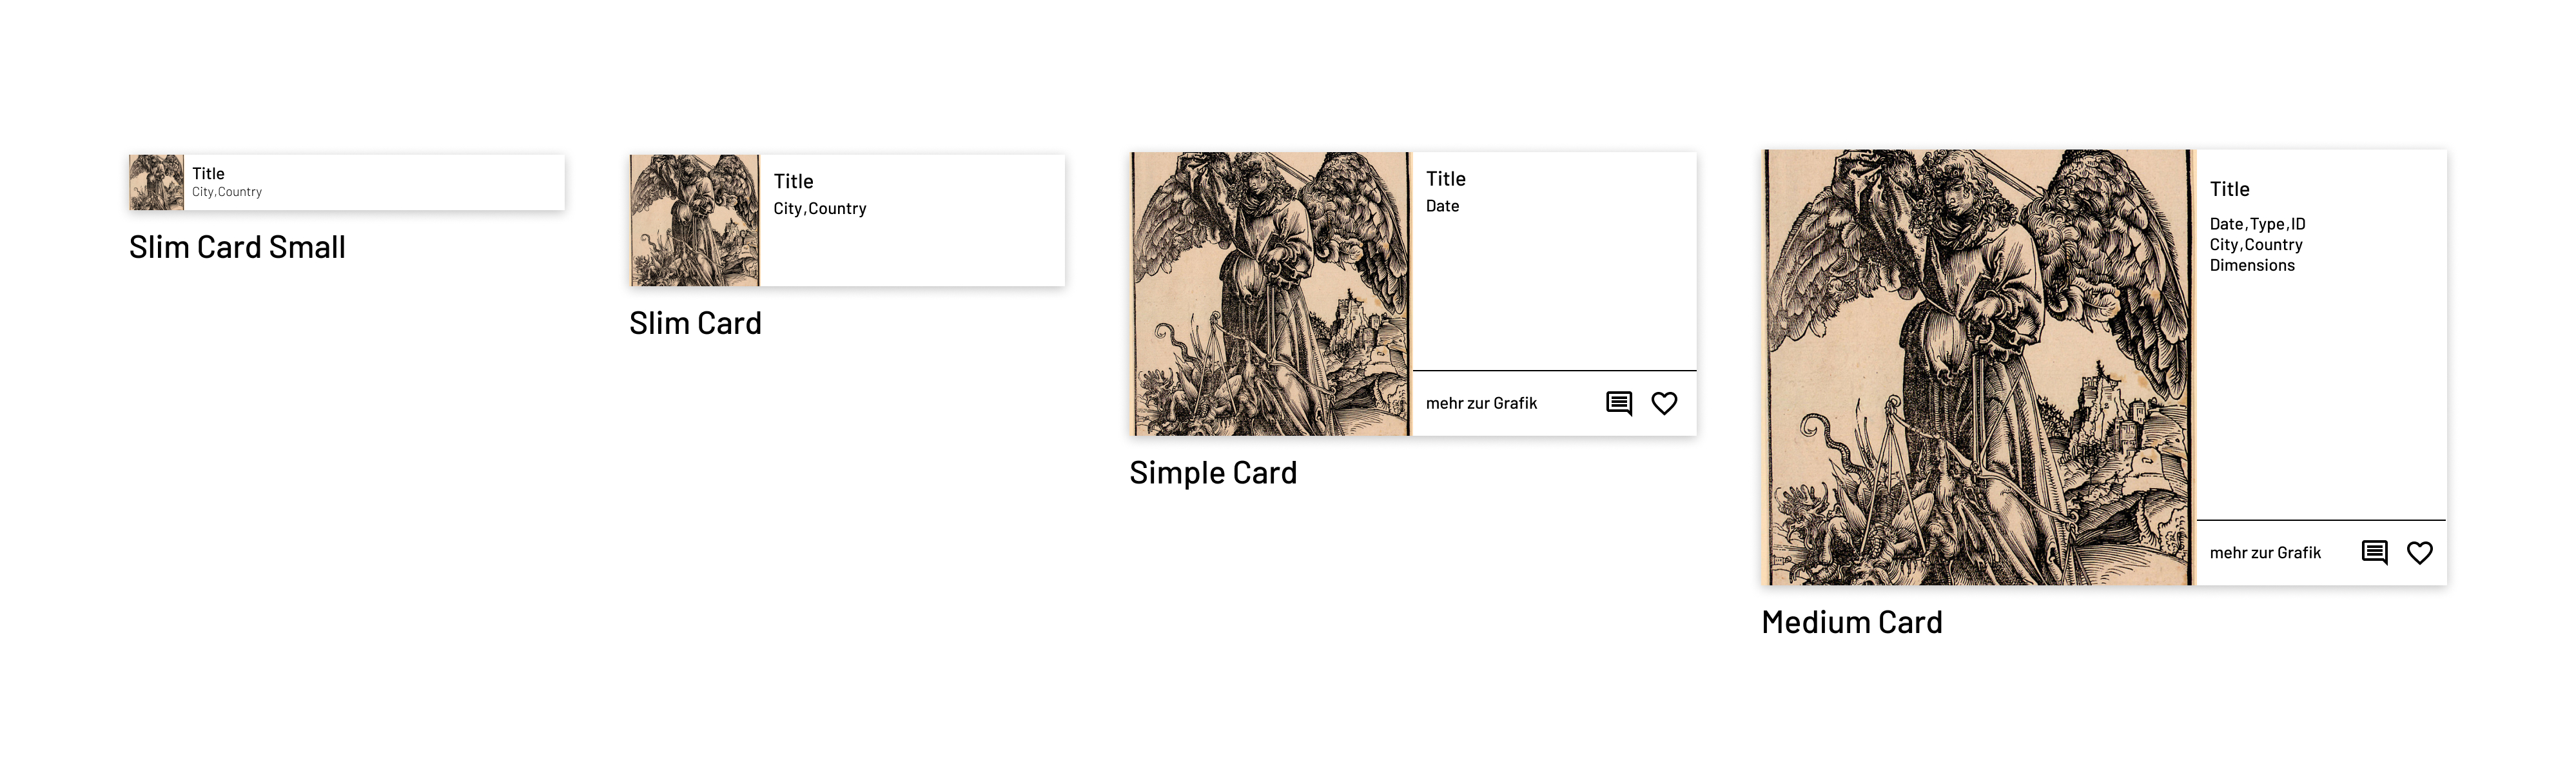 Title
City,Country
Slim Card Small
Title
City,Country
Slim Card
Title
Date
mehr zur Grafik
Simple Card
Title
Date,Type,ID
City,Country
Dimensions
mehr zur Grafik
Medium Card